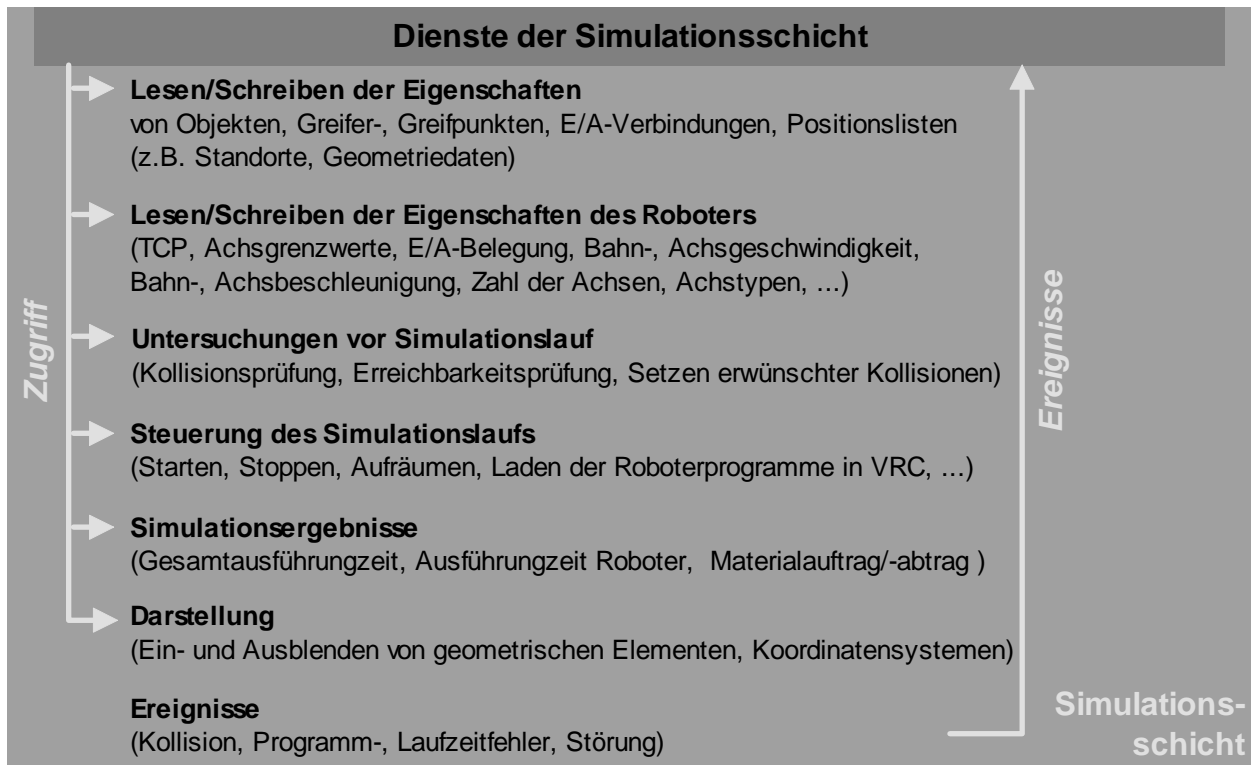 Dienste der Simulationsschicht
Lesen/Schreiben der Eigenschaften
von Objekten, Greifer-, Greifpunkten, E/A-Verbindungen, Positionslisten
(z.B. Standorte, Geometriedaten)
Lesen/Schreiben der Eigenschaften des Roboters
(TCP, Achsgrenzwerte, E/A-Belegung, Bahn-, Achsgeschwindigkeit,
Bahn-, Achsbeschleunigung, Zahl der Achsen, Achstypen, …)
Untersuchungen vor Simulationslauf
(Kollisionsprüfung, Erreichbarkeitsprüfung, Setzen erwünschter Kollisionen)
Steuerung des Simulationslaufs
(Starten, Stoppen, Aufräumen, Laden der Roboterprogramme in VRC, …)
Simulationsergebnisse
(Gesamtausführungzeit, Ausführungzeit Roboter, Materialauftrag/-abtrag )
Darstellung
(Ein- und Ausblenden von geometrischen Elementen, Koordinatensystemen)
Ereignisse
(Kollision, Programm-, Laufzeitfehler, Störung)
Zugriff
Ereignisse
Simulations-
schicht